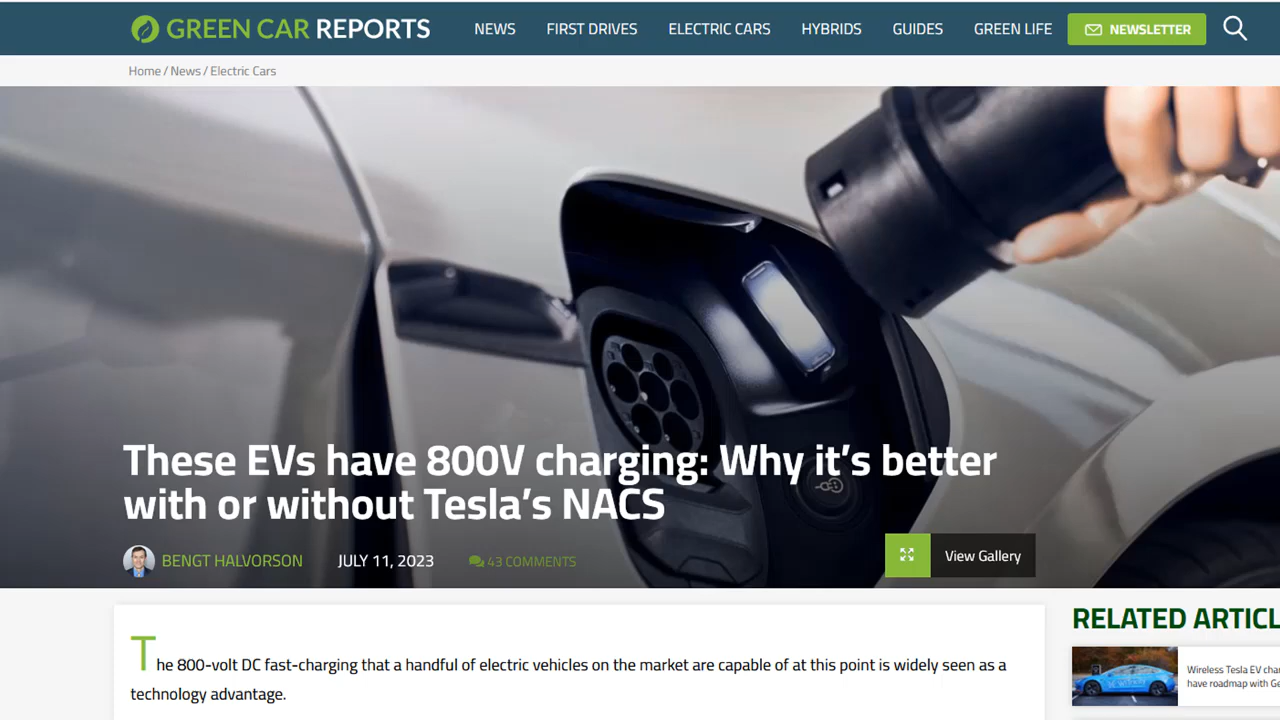 GREEN CAR REPORTS NEWS FIRST DRIVES ELECTRIC CARS HYBRIDS GUIDES GREEN LIFE NEWSLETTER
Home / News / Electric Cars
These EVs have 800V charging: Why it's better
with or without Tesla's NACS
BENGT HALVORSON JULY 11, 2023 43 COMMENTS
View Gallery
The 800-volt DC fast-charging that a handful of electric vehicles on the market are capable of at this point is widely seen as a
technology advantage.
RELATED ARTICL
Wireless Tesla EV cha
have roadmap with Ge